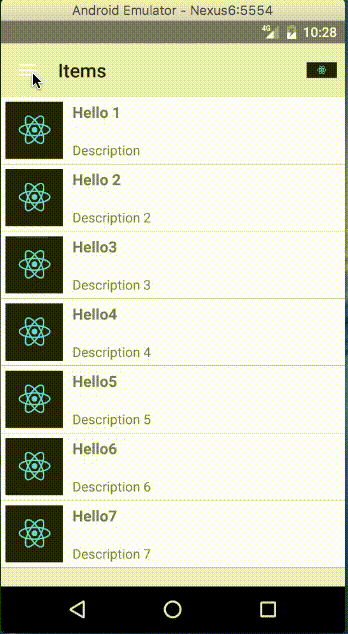 Android Emulator - Nexus6:5554
4G 10:28
Items
Hello 1
Description
Hello 2
Description 2
Hello3
Description 3
Hello4
Description 4
Hello5
Description 5
Hello6
Description 6
Hello7
Description 7